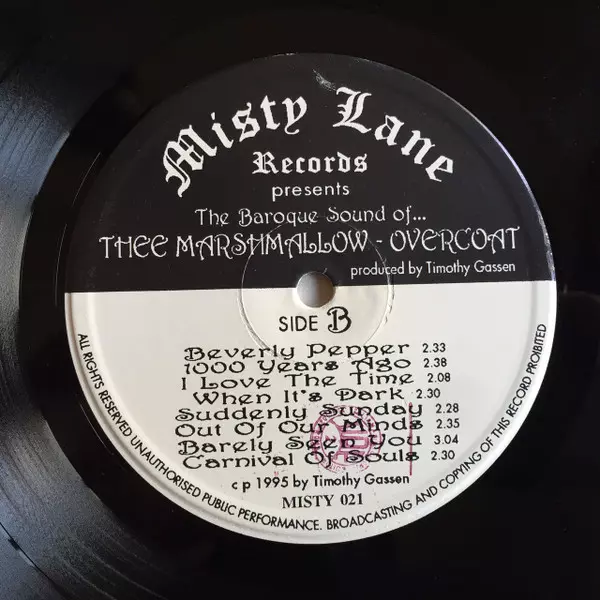 Misty Lane
Records
presents
The Baroque Sound of...
THEE MARSHMALLOW - OVERCOAT
produced by Timothy Gassen
SIDE B
Beverly Pepper 2.33
1000 Years Ago 2.38
I Love The Time 2.08
When It's Dark 2.30
Suddenly Sunday 2.28
Out Of Our Minds 2.35
Barely Seen You 3.04
Carnival Of Souls 2.30
c p 1995 by Timothy Gassen
MISTY 021
ALL RIGHTS RESERVED UNAUTHORISED PUBLIC PERFORMANCE. BROADCASTING AND COPYING OF THIS RECORD PROIBITED